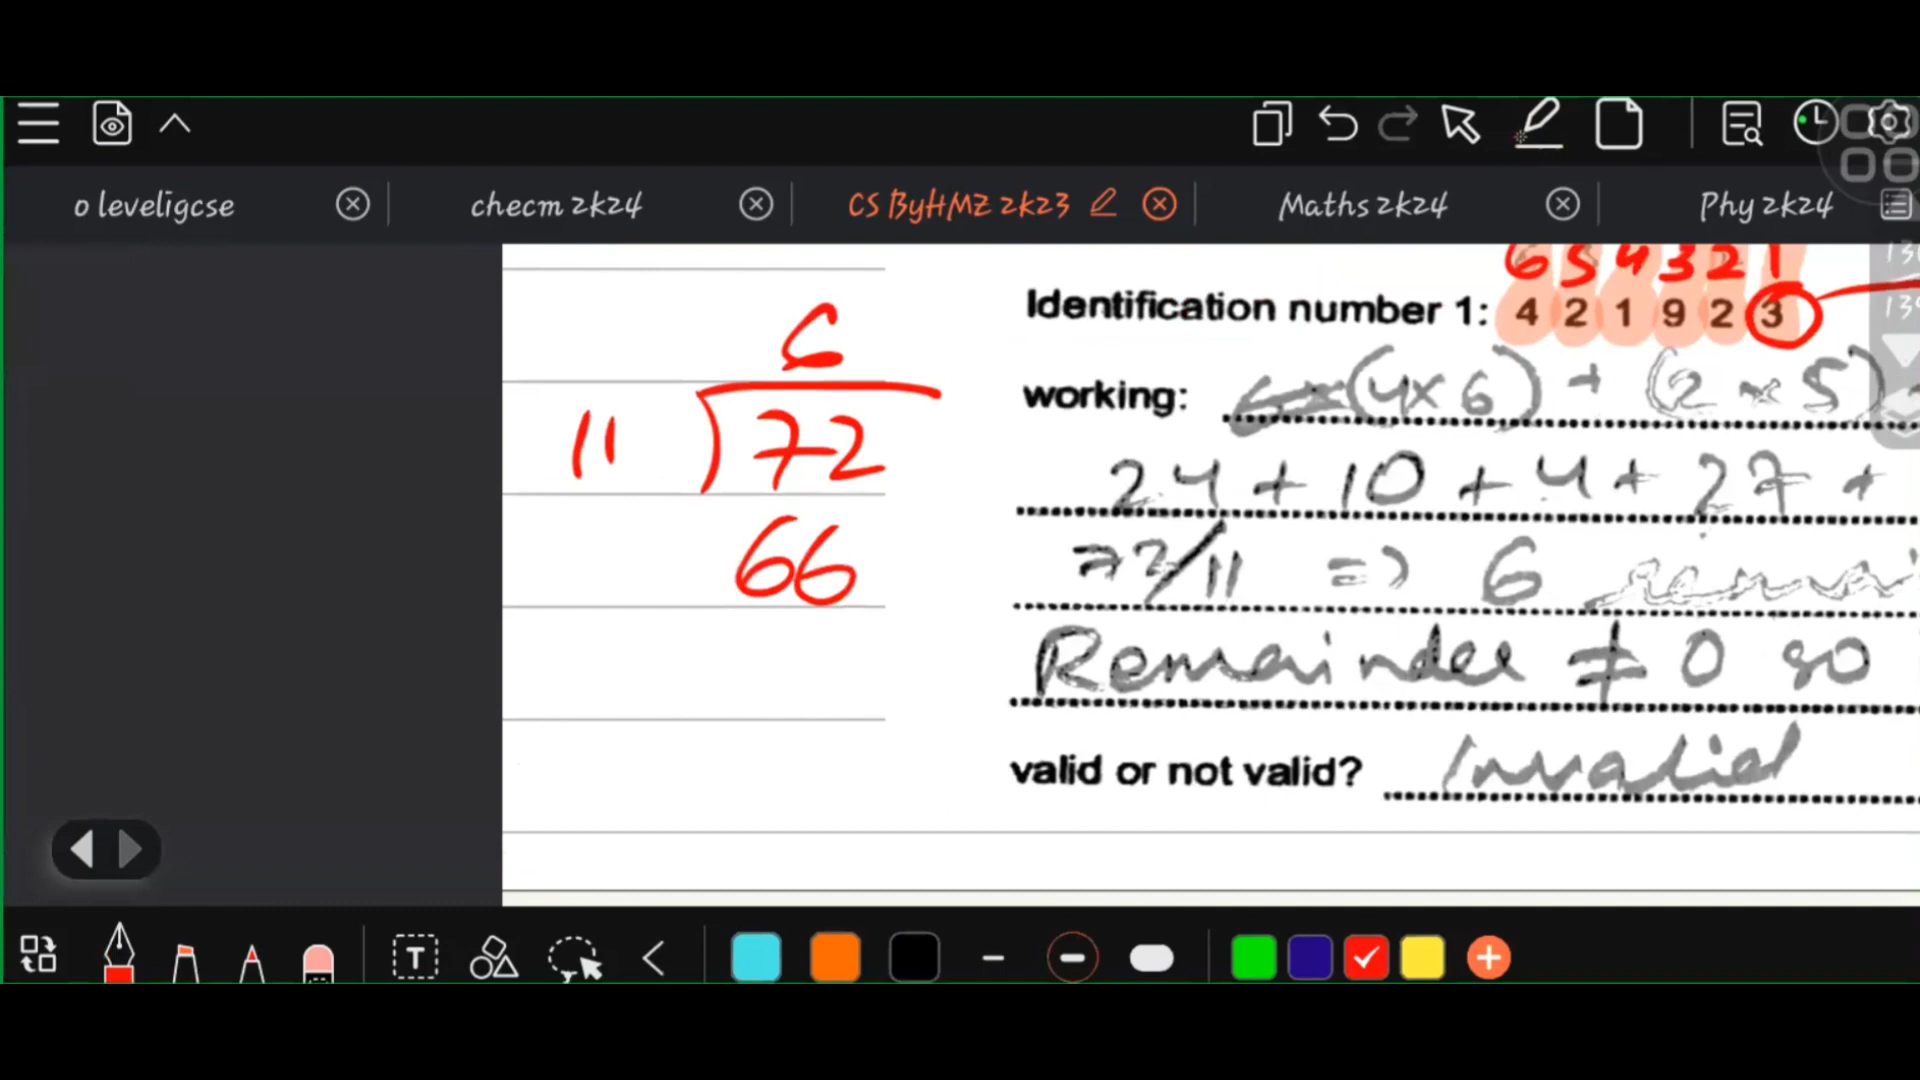 o leveligcse checm 2k24 CS ByHMZ 2k23 Maths 2k24 Phy 2k24
6 5 4 3 2 1
Identification number 1: 4 2 1 9 2 3
6
11 72
66
working: (4x6) + (2 x 5)
24 + 10 + 4 + 27 +
72/11 => 6 remai
Remainder ≠ 0 so
valid or not valid? Invalid
T